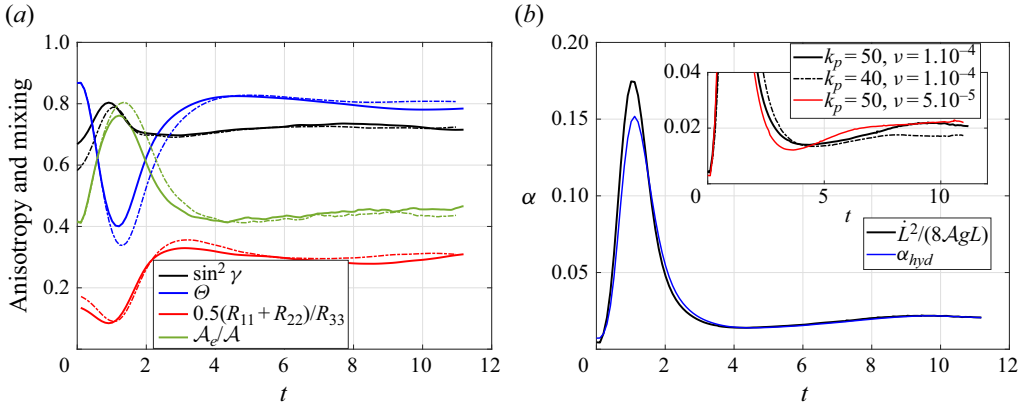 (a)
1.0
0.8
0.6
0.4
0.2
0
Anisotropy and mixing
sin² γ
Θ
0.5(R₁₁ + R₂₂)/R₃₃
𝒜ₑ/𝒜
0 2 4 6 8 10 12
t
(b)
0.20
0.15
0.10
0.05
0
α
0.04
0.02
0
0 5 10
t
kₚ = 50, ν = 1.10⁻⁴
kₚ = 40, ν = 1.10⁻⁴
kₚ = 50, ν = 5.10⁻⁵
L̇²/(8𝒜gL)
α_hyd
0 2 4 6 8 10 12
t